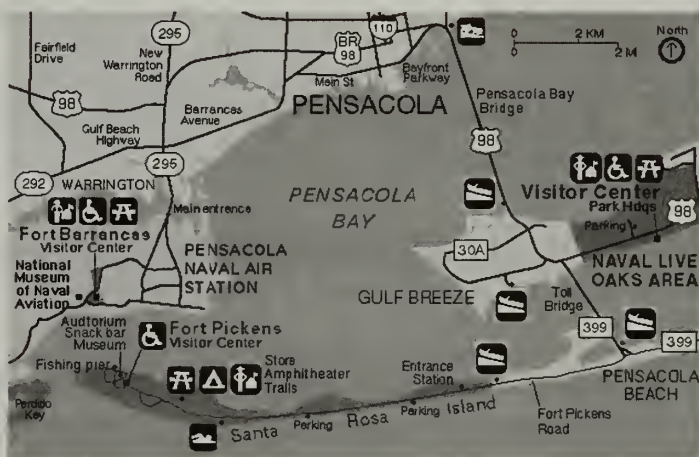 Fairfield
Drive
New
Warrington
Road
295
110
BR
98
Main St
Bayfront
Parkway
0 2 KM
0 2 M
North
98
Gulf Beach
Highway
Barrancas
Avenue
PENSACOLA
Pensacola Bay
Bridge
98
295
292
WARRINGTON
Main entrance
Fort Barrancas
Visitor Center
National
Museum
of Naval
Aviation
PENSACOLA
NAVAL AIR
STATION
PENSACOLA
BAY
Visitor Center
Park Hdqs
Parking
98
NAVAL LIVE
OAKS AREA
30A
GULF BREEZE
Toll
Bridge
399
399
PENSACOLA
BEACH
Audtorium
Snack bar
Museum
Fort Pickens
Visitor Center
Fishing pier
Store
Amphitheater
Trails
Perdido
Key
Entrance
Station
Santa Rosa Island
Parking
Parking
Fort Pickens
Road